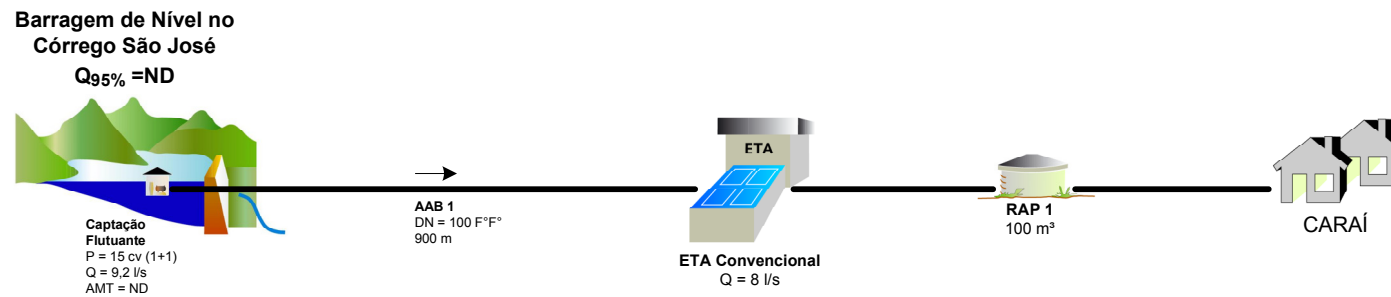 Barragem de Nível no
Córrego São José
Q95% =ND
Captação
Flutuante
P = 15 cv (1+1)
Q = 9,2 l/s
AMT = ND
AAB 1
DN = 100 F°F°
900 m
ETA
ETA Convencional
Q = 8 l/s
RAP 1
100 m³
CARAÍ